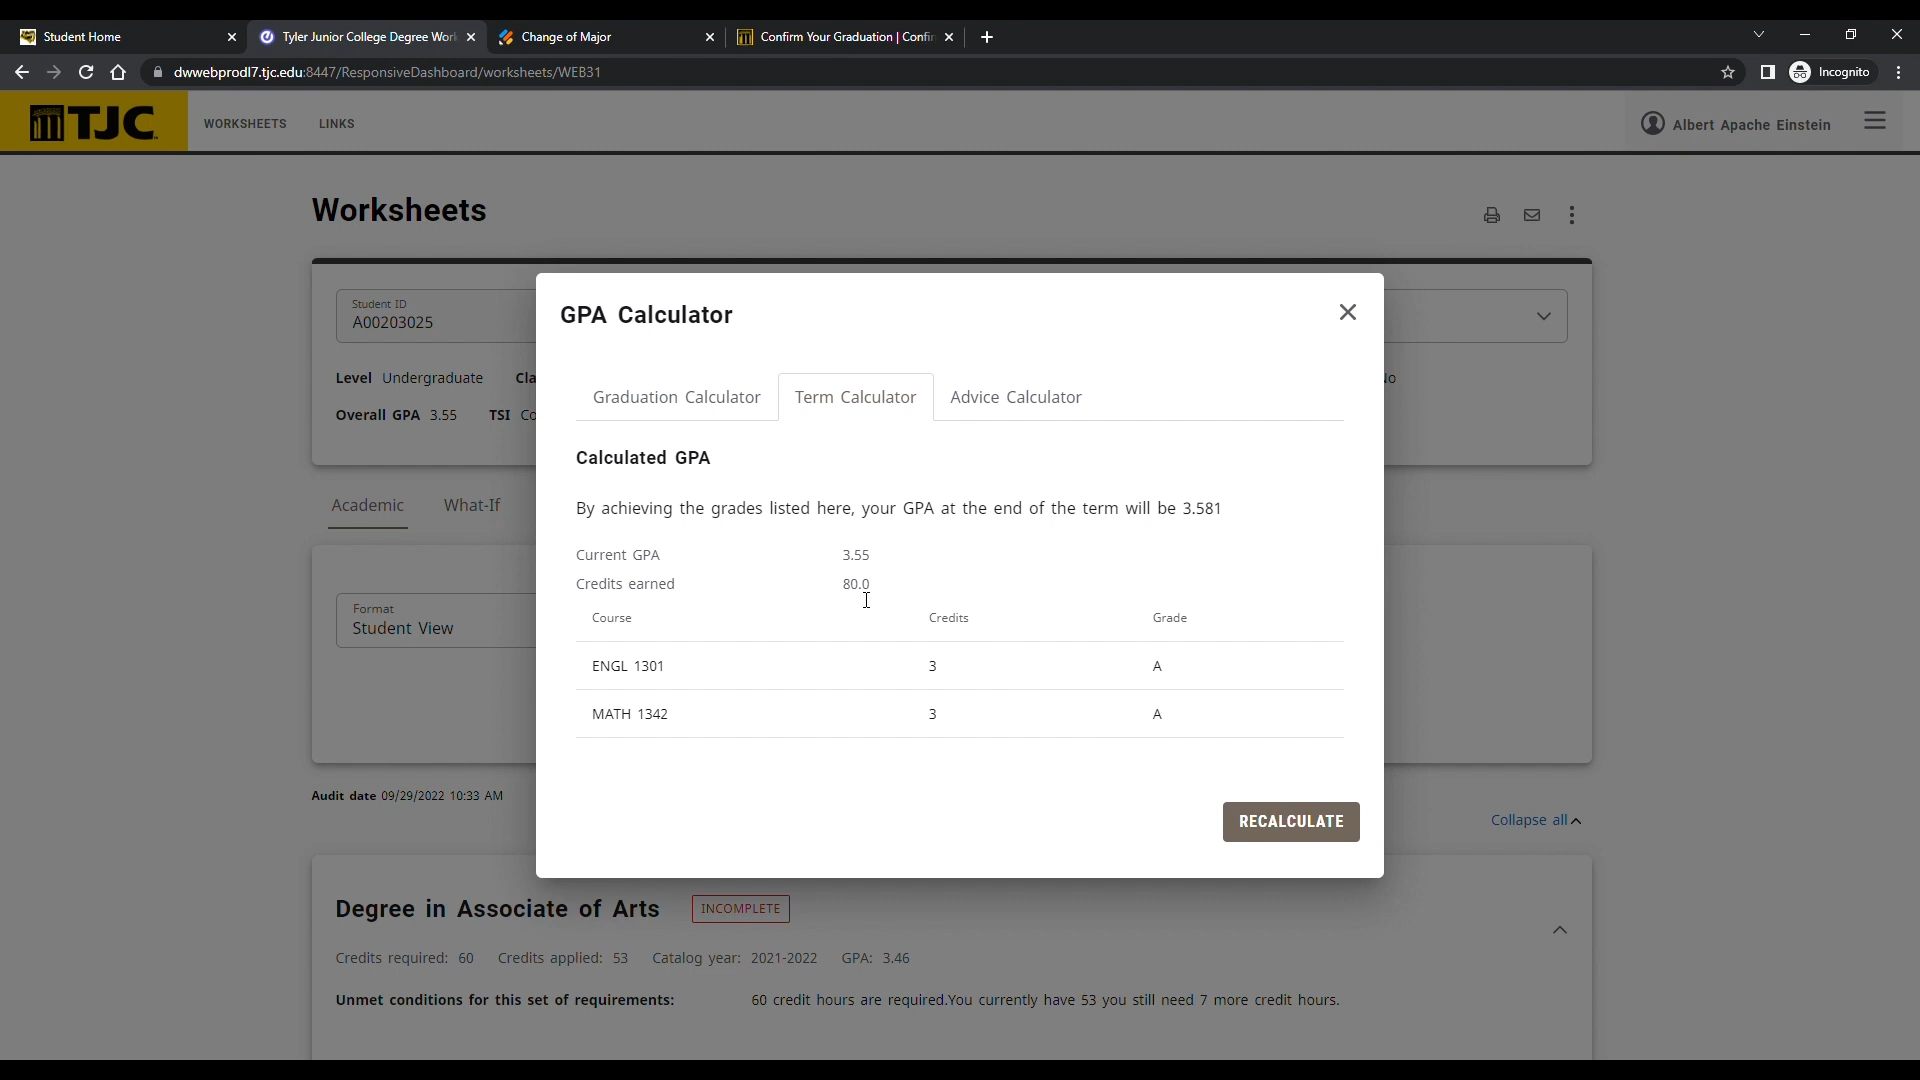 Student Home
Tyler Junior College Degree Wor
Change of Major
Confirm Your Graduation | Confir
dwwebprodl7.tjc.edu:8447/ResponsiveDashboard/worksheets/WEB31
Incognito
TJC
WORKSHEETS
LINKS
Albert Apache Einstein
Worksheets
Student ID
A00203025
Level Undergraduate Cla
No
Overall GPA 3.55 TSI Co
GPA Calculator
Graduation Calculator
Term Calculator
Advice Calculator
Calculated GPA
By achieving the grades listed here, your GPA at the end of the term will be 3.581
Current GPA 3.55
Credits earned 80.0
Course Credits Grade
ENGL 1301 3 A
MATH 1342 3 A
RECALCULATE
Academic
What-If
Format
Student View
Audit date 09/29/2022 10:33 AM
Collapse all
Degree in Associate of Arts
INCOMPLETE
Credits required: 60 Credits applied: 53 Catalog year: 2021-2022 GPA: 3.46
Unmet conditions for this set of requirements: 60 credit hours are required.You currently have 53 you still need 7 more credit hours.